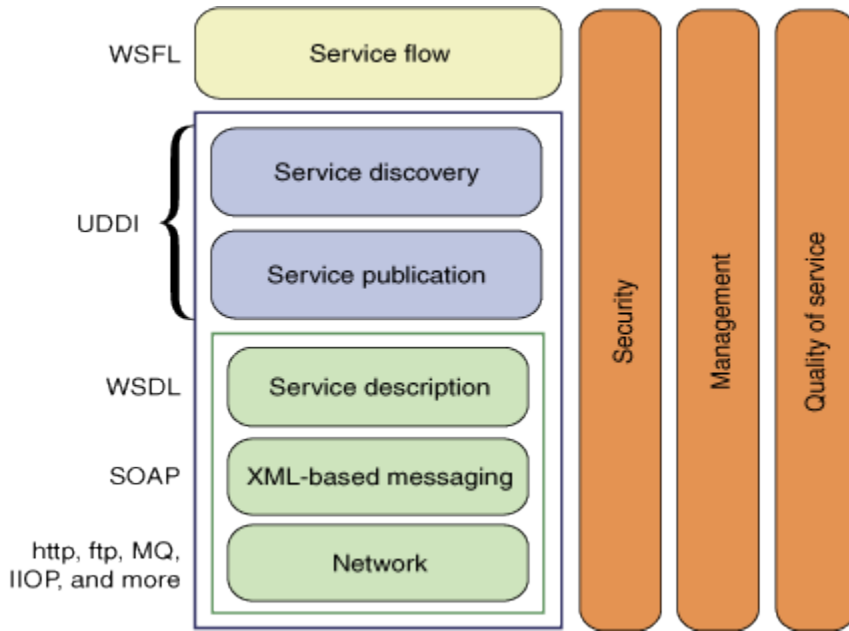 WSFL
Service flow
UDDI
Service discovery
Service publication
WSDL
Service description
SOAP
XML-based messaging
http, ftp, MQ,
IIOP, and more
Network
Security
Management
Quality of service